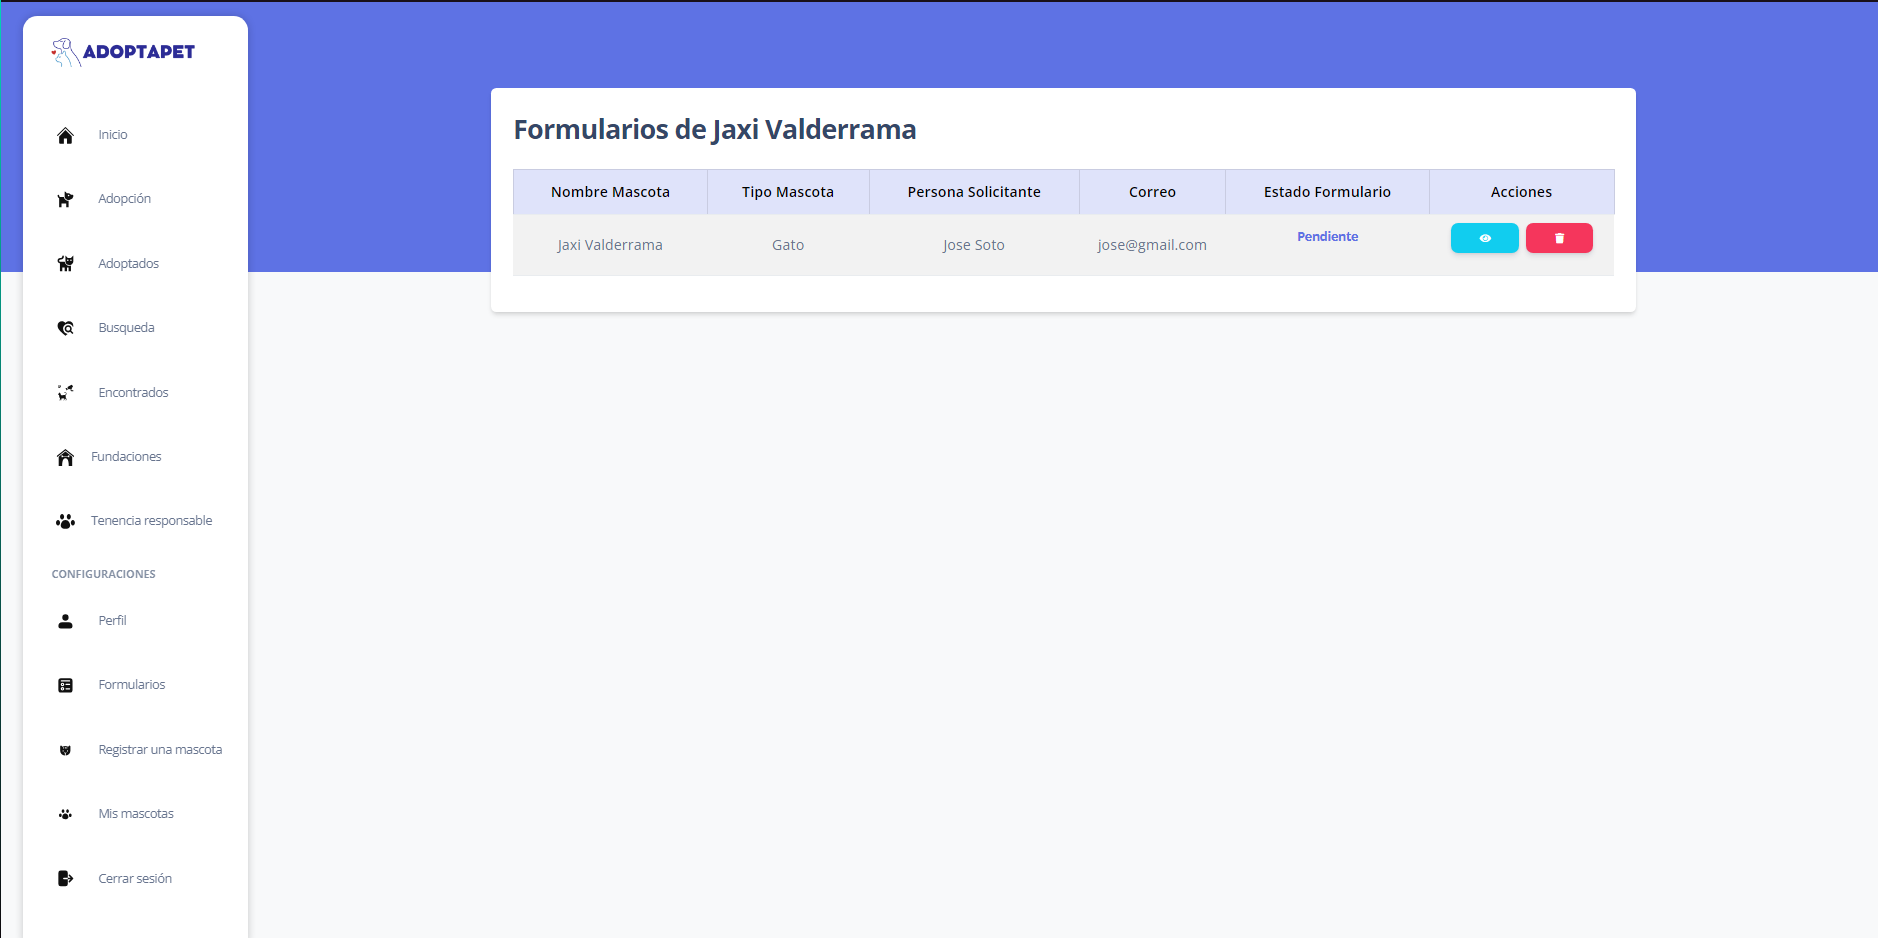 ADOPTAPET
Inicio
Adopción
Adoptados
Busqueda
Encontrados
Fundaciones
Tenencia responsable
CONFIGURACIONES
Perfil
Formularios
Registrar una mascota
Mis mascotas
Cerrar sesión
Formularios de Jaxi Valderrama
Nombre Mascota Tipo Mascota Persona Solicitante Correo Estado Formulario Acciones
Jaxi Valderrama Gato Jose Soto jose@gmail.com Pendiente